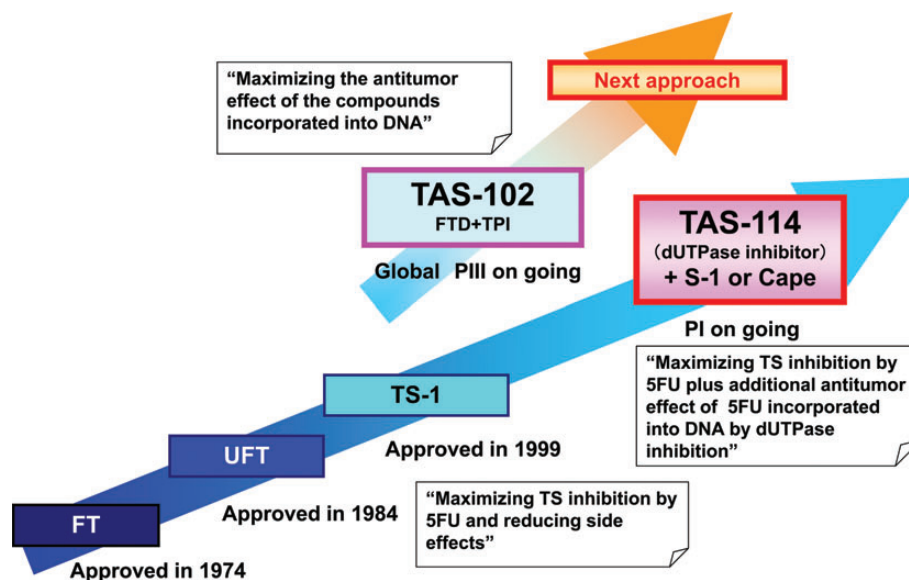 “Maximizing the antitumor
effect of the compounds
incorporated into DNA”
Next approach
TAS-102
FTD+TPI
Global PIII on going
TAS-114
(dUTPase inhibitor)
+ S-1 or Cape
PI on going
“Maximizing TS inhibition by
5FU plus additional antitumor
effect of 5FU incorporated
into DNA by dUTPase
inhibition”
TS-1
Approved in 1999
UFT
Approved in 1984
“Maximizing TS inhibition by
5FU and reducing side
effects”
FT
Approved in 1974